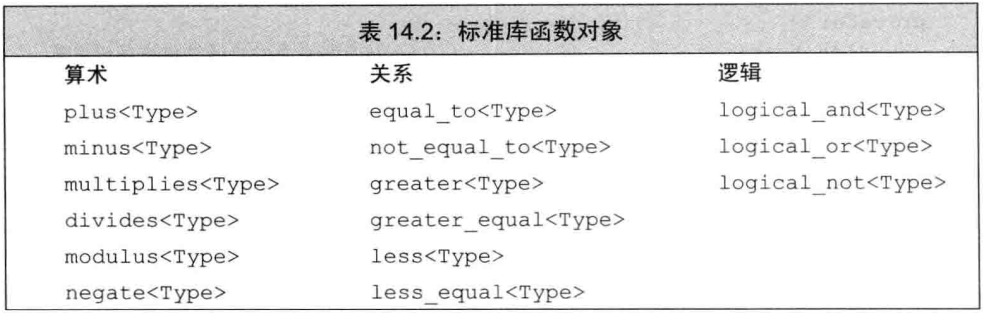 表 14.2：标准库函数对象
算术 关系 逻辑
plus<Type> equal_to<Type> logical_and<Type>
minus<Type> not_equal_to<Type> logical_or<Type>
multiplies<Type> greater<Type> logical_not<Type>
divides<Type> greater_equal<Type>
modulus<Type> less<Type>
negate<Type> less_equal<Type>